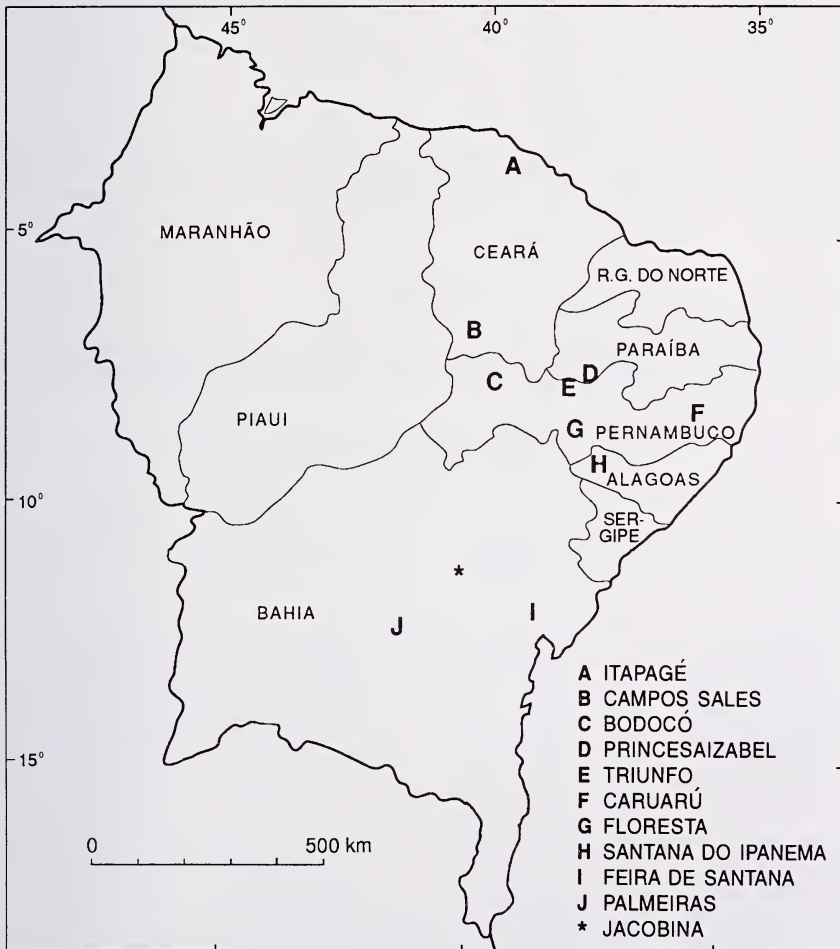 45° 40° 35°
A
5°
MARANHÃO
CEARÁ
R.G. DO NORTE
B
PARAÍBA
C
D
E
PIAUI
F
G PERNAMBUCO
H
ALAGOAS
10°
SER-
GIPE
*
BAHIA
J
I
A ITAPAGÉ
B CAMPOS SALES
C BODOCÓ
D PRINCESAIZABEL
E TRIUNFO
F CARUARÚ
G FLORESTA
H SANTANA DO IPANEMA
I FEIRA DE SANTANA
J PALMEIRAS
* JACOBINA
15°
0 500 km